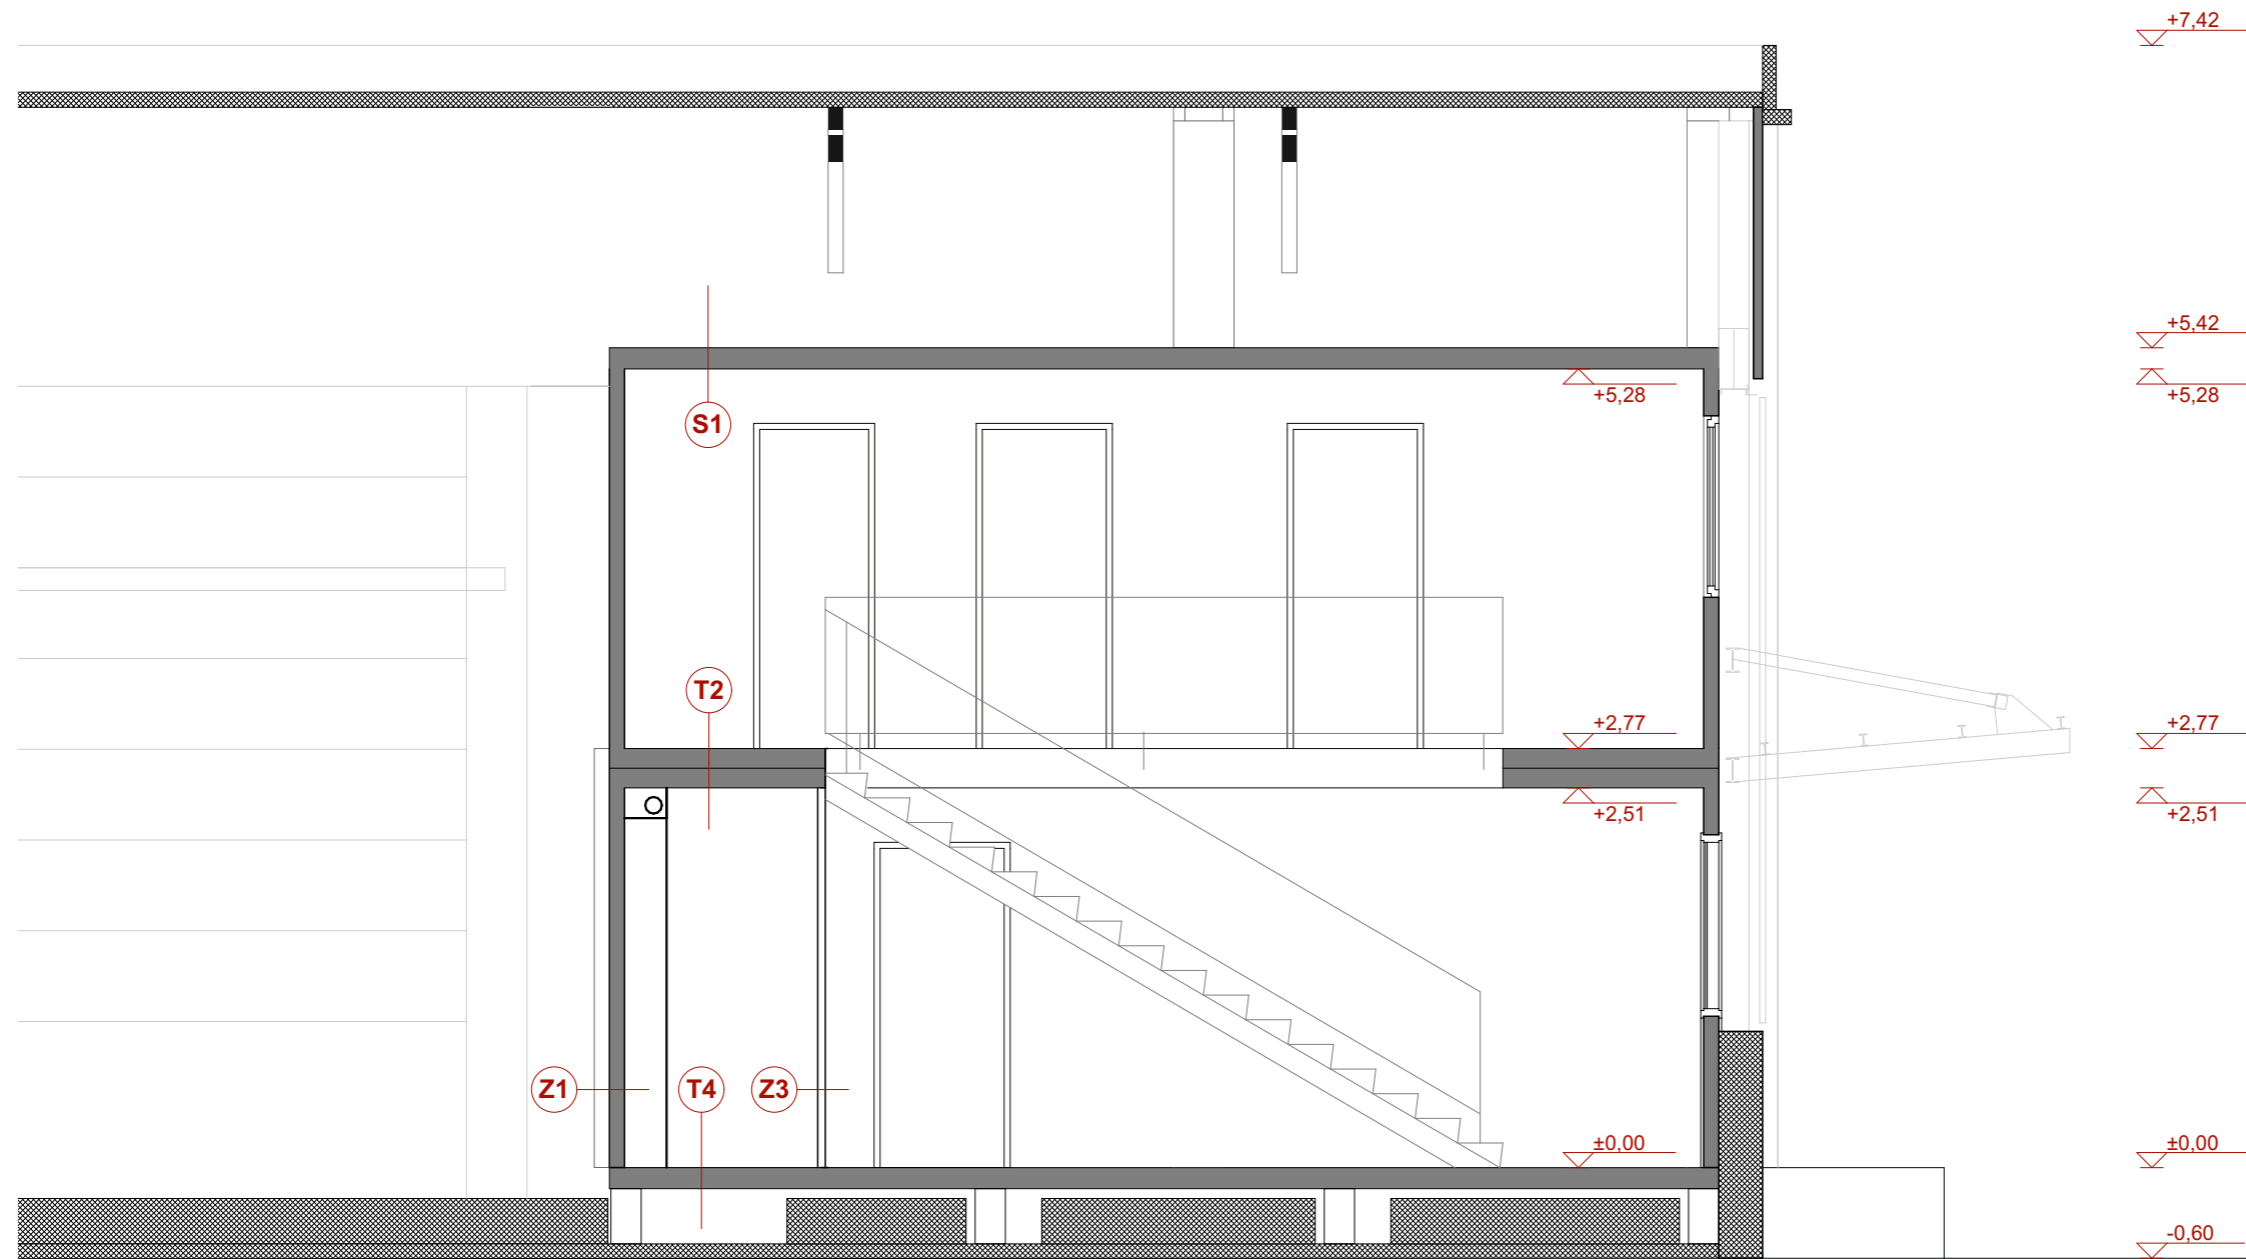 +7,42
+5,42
+5,28
+5,28
S1
T2
+2,77
+2,77
+2,51
+2,51
Z1
T4
Z3
±0,00
±0,00
-0,60